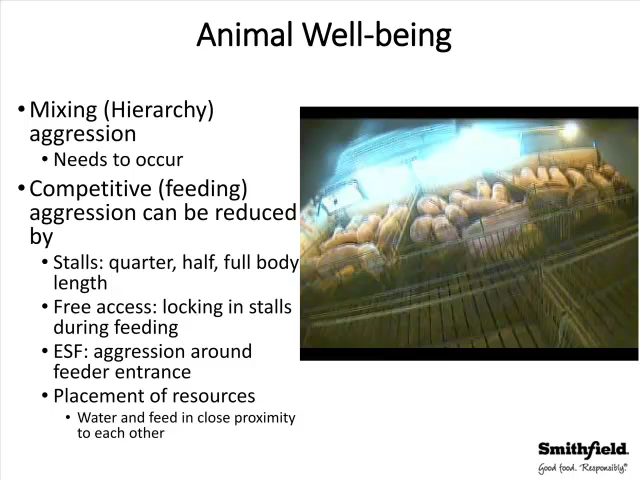 Animal Well-being
• Mixing (Hierarchy)
aggression
• Needs to occur
• Competitive (feeding)
aggression can be reduced
by
• Stalls: quarter, half, full body
length
• Free access: locking in stalls
during feeding
• ESF: aggression around
feeder entrance
• Placement of resources
• Water and feed in close proximity
to each other
Smithfield.
Good food. Responsibly.®